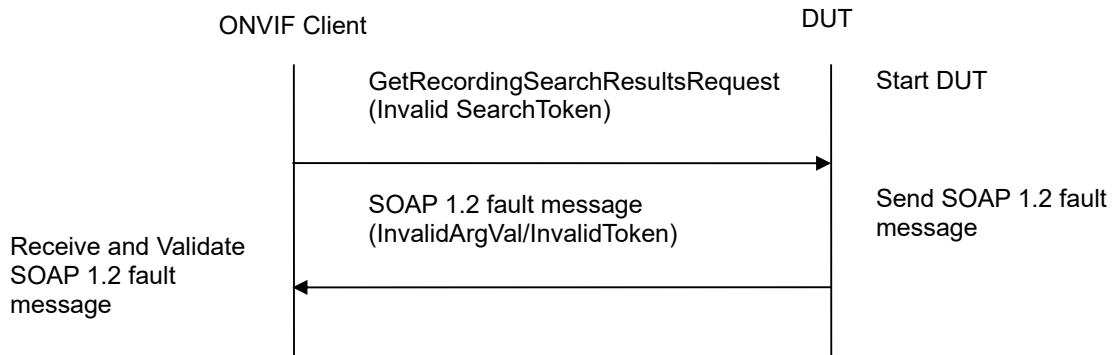 ONVIF Client
DUT
GetRecordingSearchResultsRequest
(Invalid SearchToken)
Start DUT
SOAP 1.2 fault message
(InvalidArgVal/InvalidToken)
Send SOAP 1.2 fault
message
Receive and Validate
SOAP 1.2 fault
message